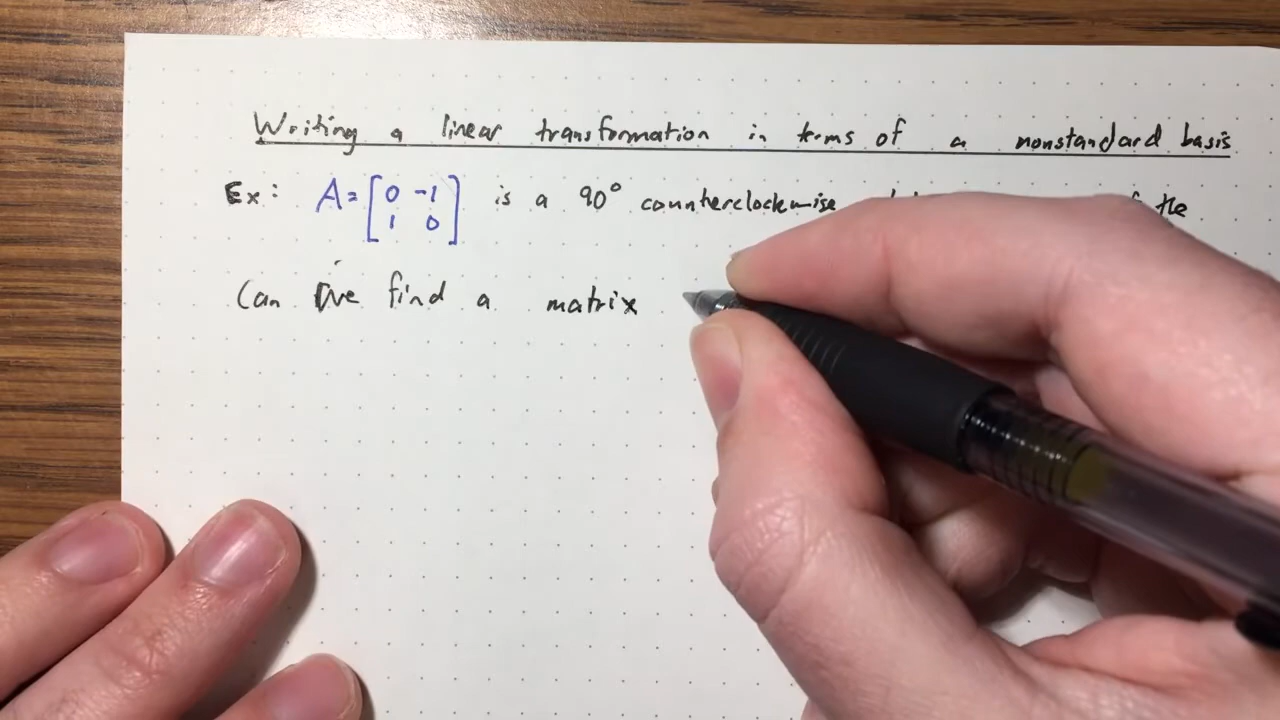 Writing a linear transformation in terms of a nonstandard basis
Ex: A = [0 -1
1 0] is a 90° counterclockwise the
Can we find a matrix